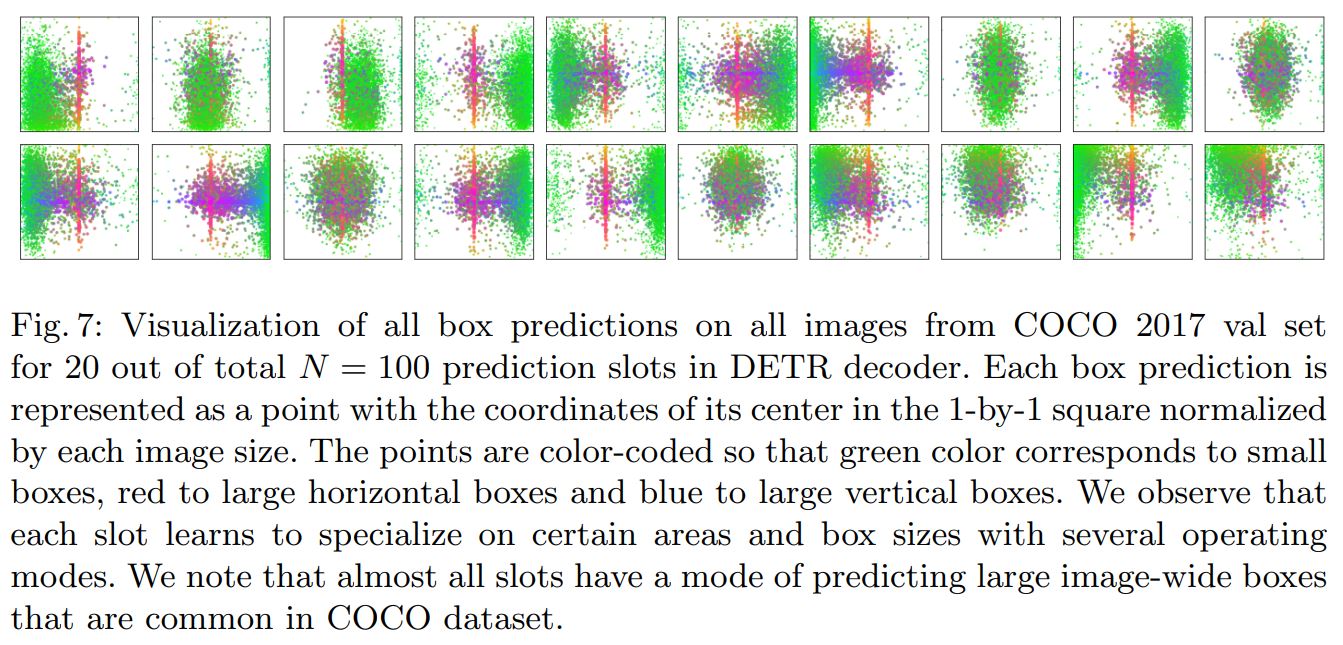 Fig. 7: Visualization of all box predictions on all images from COCO 2017 val set
for 20 out of total N = 100 prediction slots in DETR decoder. Each box prediction is
represented as a point with the coordinates of its center in the 1-by-1 square normalized
by each image size. The points are color-coded so that green color corresponds to small
boxes, red to large horizontal boxes and blue to large vertical boxes. We observe that
each slot learns to specialize on certain areas and box sizes with several operating
modes. We note that almost all slots have a mode of predicting large image-wide boxes
that are common in COCO dataset.